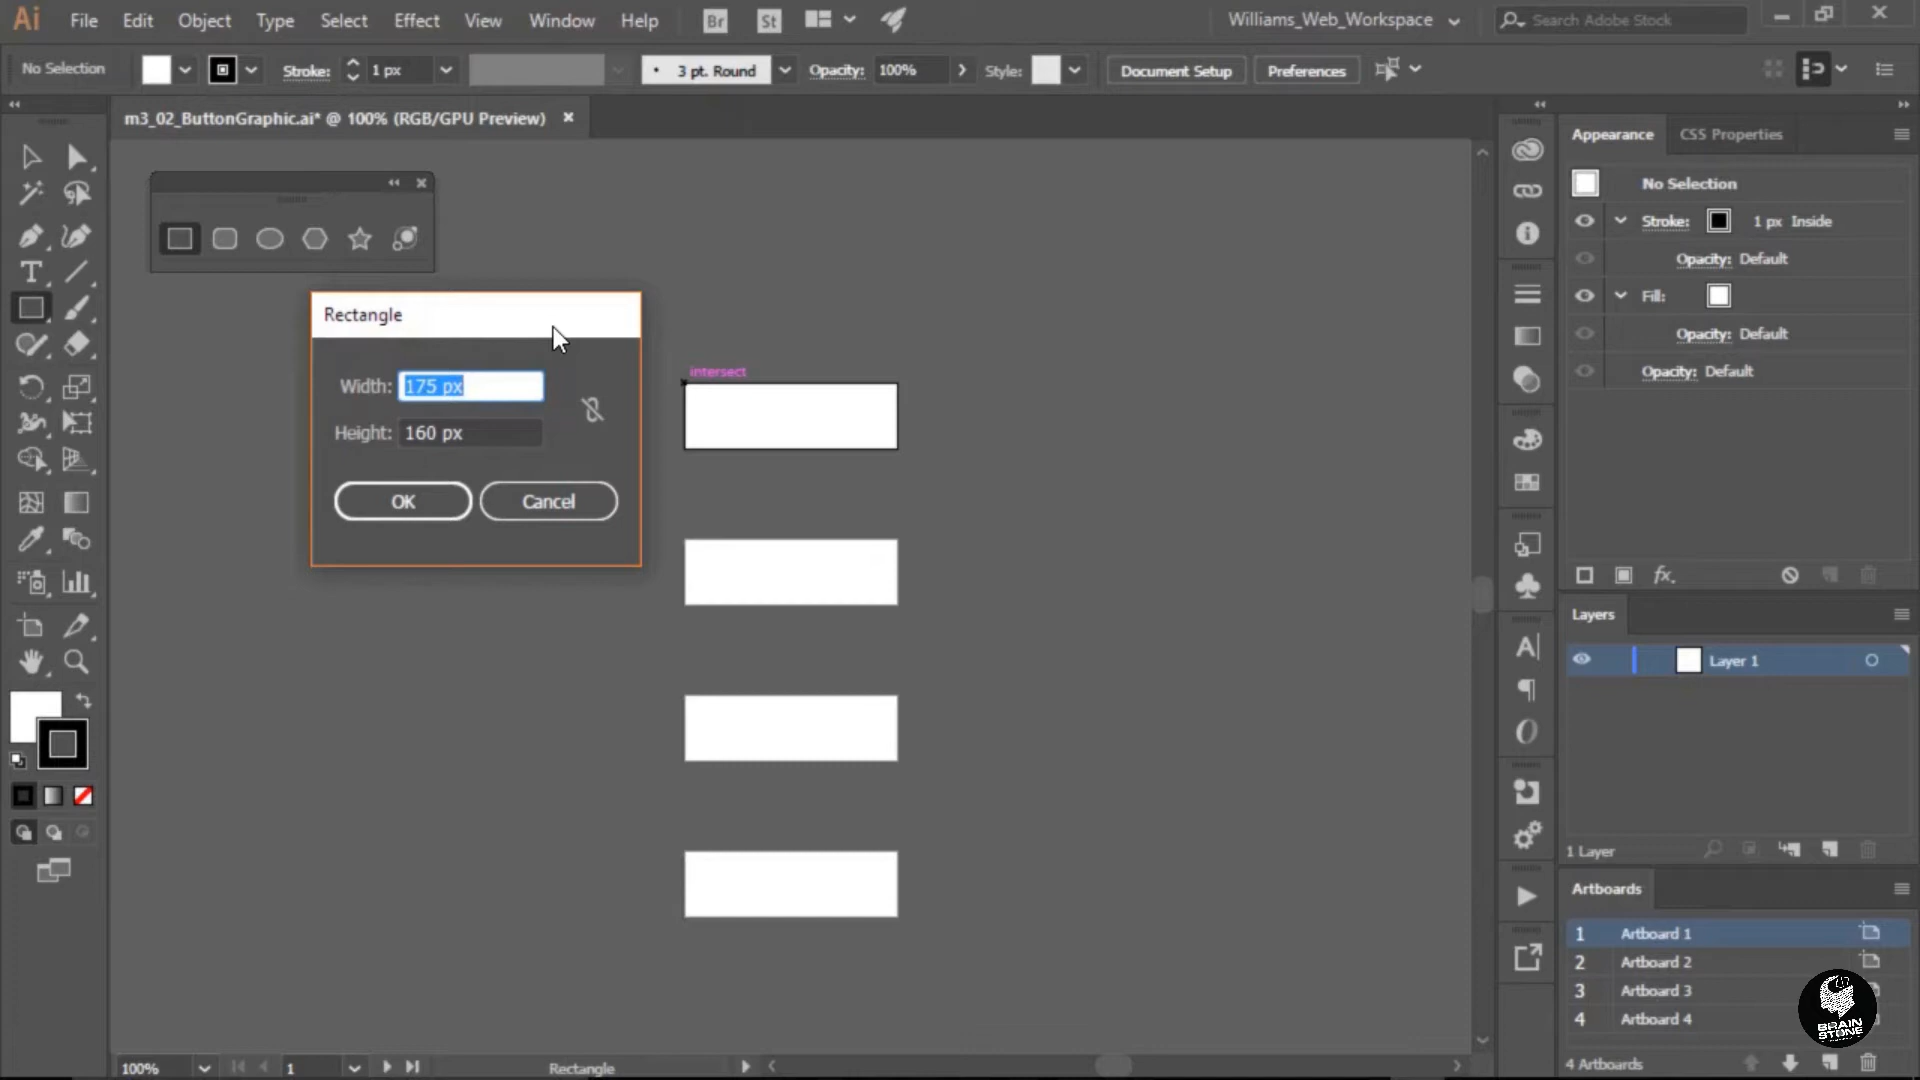 Ai File Edit Object Type Select Effect View Window Help Br St Williams_Web_Workspace Search Adobe Stock
No Selection Stroke: 1 px 3 pt. Round Opacity: 100% Style: Document Setup Preferences
m3_02_ButtonGraphic.ai* @ 100% (RGB/GPU Preview)
Rectangle
Width: 175 px
Height: 160 px
OK Cancel
intersect
Appearance CSS Properties
No Selection
Stroke: 1 px Inside
Opacity: Default
Fill:
Opacity: Default
Opacity: Default
fx.
Layers
Layer 1
1 Layer
Artboards
1 Artboard 1
2 Artboard 2
3 Artboard 3
4 Artboard 4
4 Artboards
BRAIN
STONE
100% 1 Rectangle